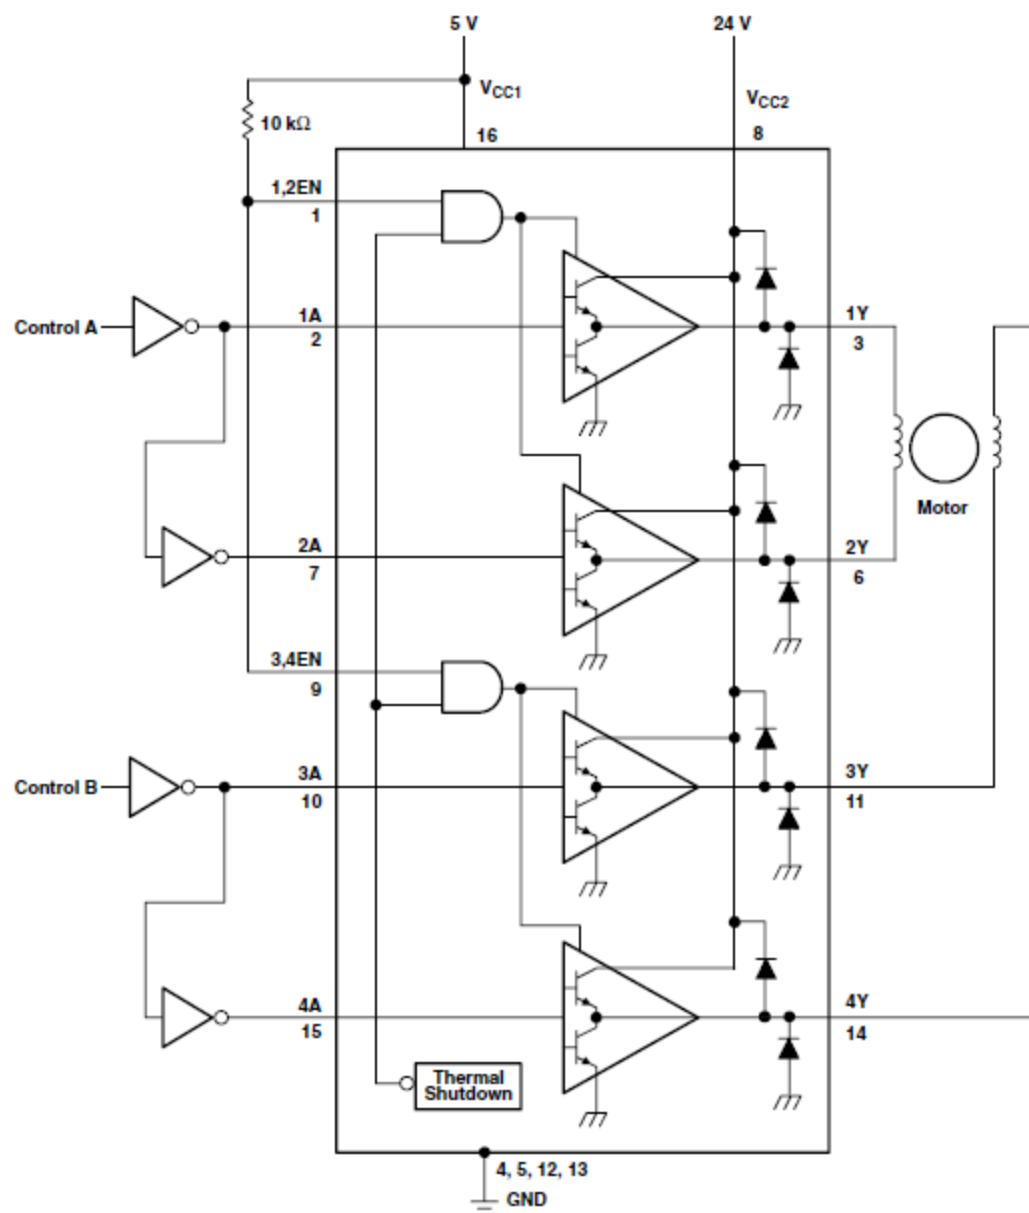 5 V
24 V
VCC1
VCC2
10 kΩ
16
8
1,2EN
1
Control A
1A
2
1Y
3
Motor
2A
7
2Y
6
3,4EN
9
Control B
3A
10
3Y
11
4A
15
4Y
14
Thermal
Shutdown
4, 5, 12, 13
GND